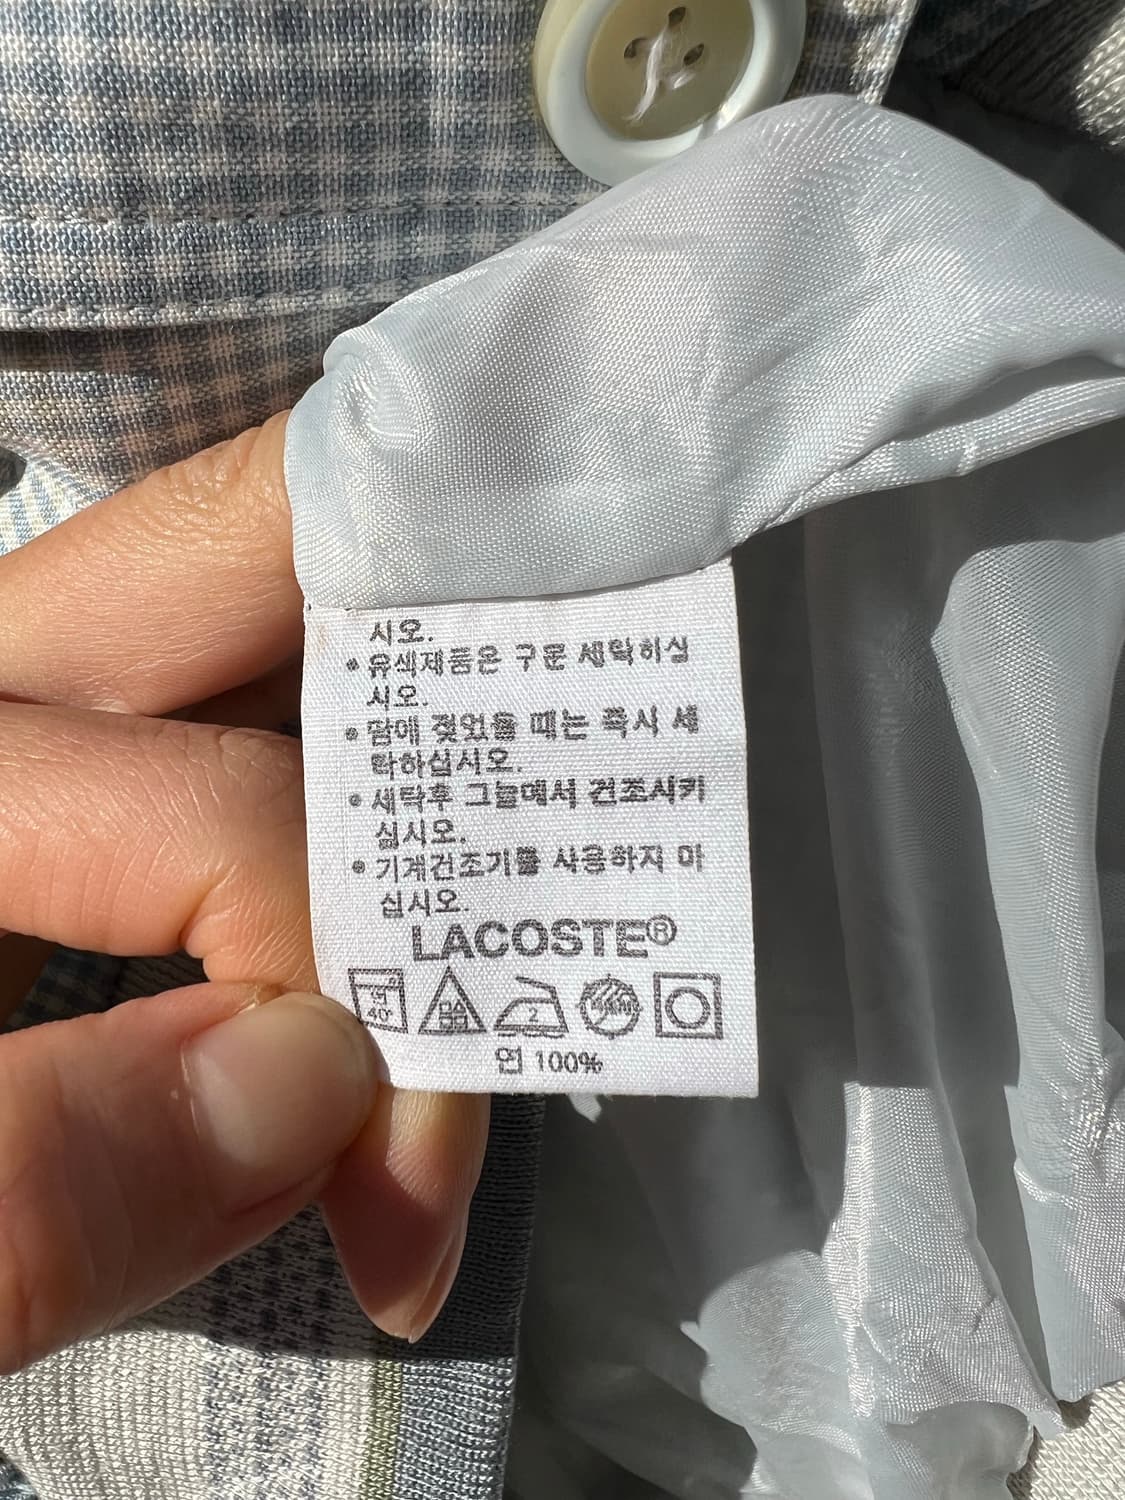 시오.
• 유색제품은 구분 세탁하실
시오.
• 땀에 젖었을 때는 즉시 세
탁하십시오.
• 세탁후 그늘에서 건조시키
십시오.
• 기계건조기를 사용하지 마
십시오.
LACOSTE®
40°
2
면 100%